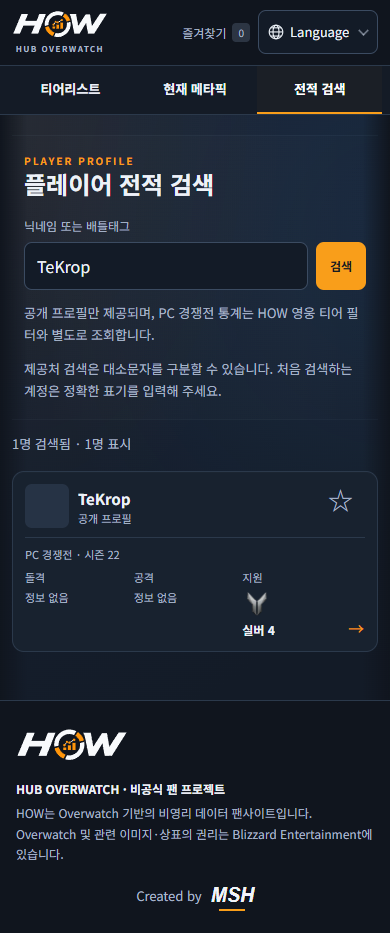 HOW
HUB OVERWATCH
즐겨찾기 0
Language
티어리스트 현재 메타픽 전적 검색
PLAYER PROFILE
플레이어 전적 검색
닉네임 또는 배틀태그
TeKrop 검색
공개 프로필만 제공되며, PC 경쟁전 통계는 HOW 영웅 티어 필
터와 별도로 조회합니다.
제공처 검색은 대소문자를 구분할 수 있습니다. 처음 검색하는
계정은 정확한 표기를 입력해 주세요.
1명 검색됨 · 1명 표시
TeKrop
공개 프로필
PC 경쟁전 · 시즌 22
돌격 공격 지원
정보 없음 정보 없음
실버 4 →
HOW
HUB OVERWATCH · 비공식 팬 프로젝트
HOW는 Overwatch 기반의 비영리 데이터 팬사이트입니다.
Overwatch 및 관련 이미지·상표의 권리는 Blizzard Entertainment에
있습니다.
Created by MSH